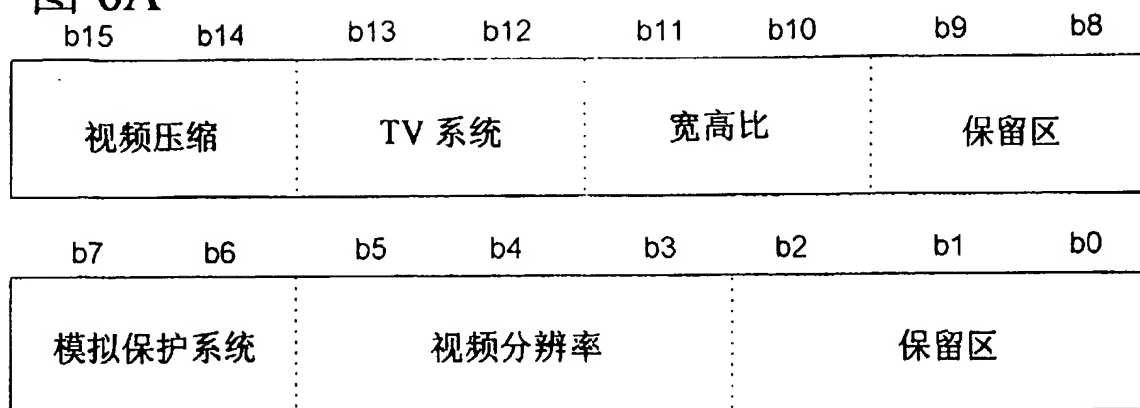 图 6A
b15 b14 b13 b12 b11 b10 b9 b8
视频压缩 TV 系统 宽高比 保留区
b7 b6 b5 b4 b3 b2 b1 b0
模拟保护系统 视频分辨率 保留区